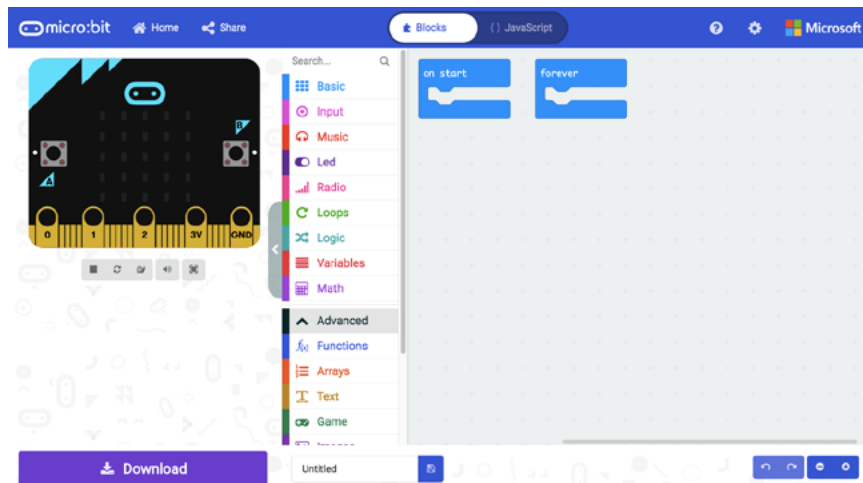 micro:bit Home Share Blocks {} JavaScript Microsoft
Search...
Basic
Input
Music
Led
Radio
Loops
Logic
Variables
Math
Advanced
Functions
Arrays
Text
Game
B
A
0 1 2 3V GND
on start
forever
Download
Untitled